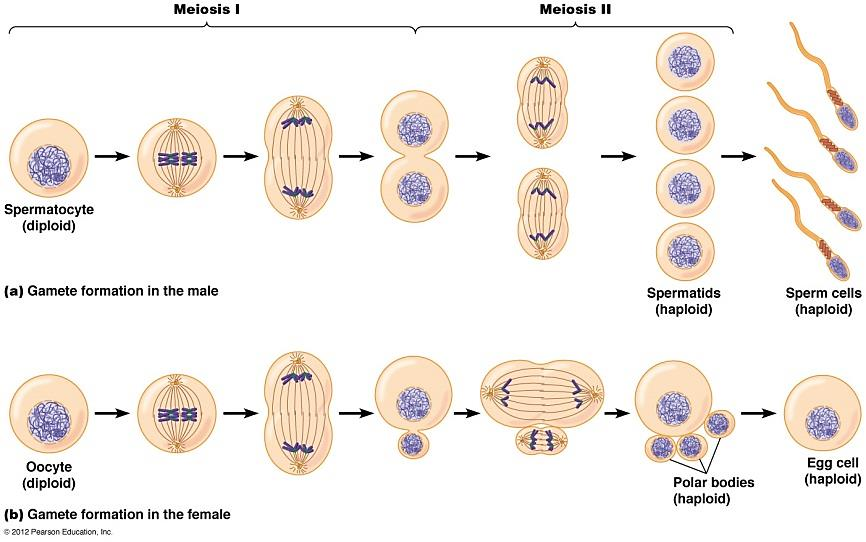 Meiosis I
Meiosis II
Spermatocyte
(diploid)
Spermatids
(haploid)
Sperm cells
(haploid)
(a) Gamete formation in the male
Oocyte
(diploid)
Polar bodies
(haploid)
Egg cell
(haploid)
(b) Gamete formation in the female
© 2012 Pearson Education, Inc.